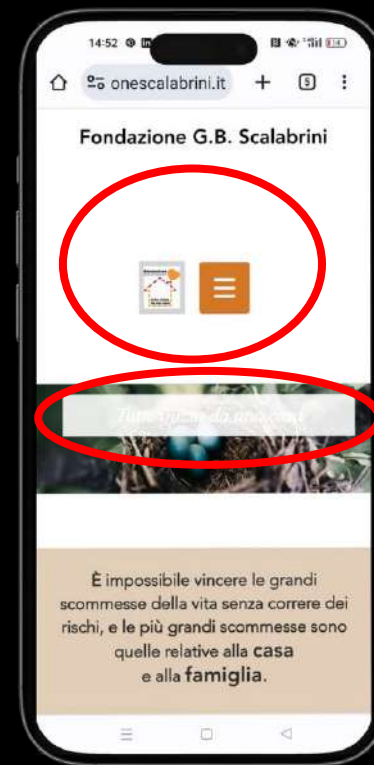 14:52
onescalabrini.it
5
Fondazione G.B. Scalabrini
È impossibile vincere le grandi
scommesse della vita senza correre dei
rischi, e le più grandi scommesse sono
quelle relative alla casa
e alla famiglia.